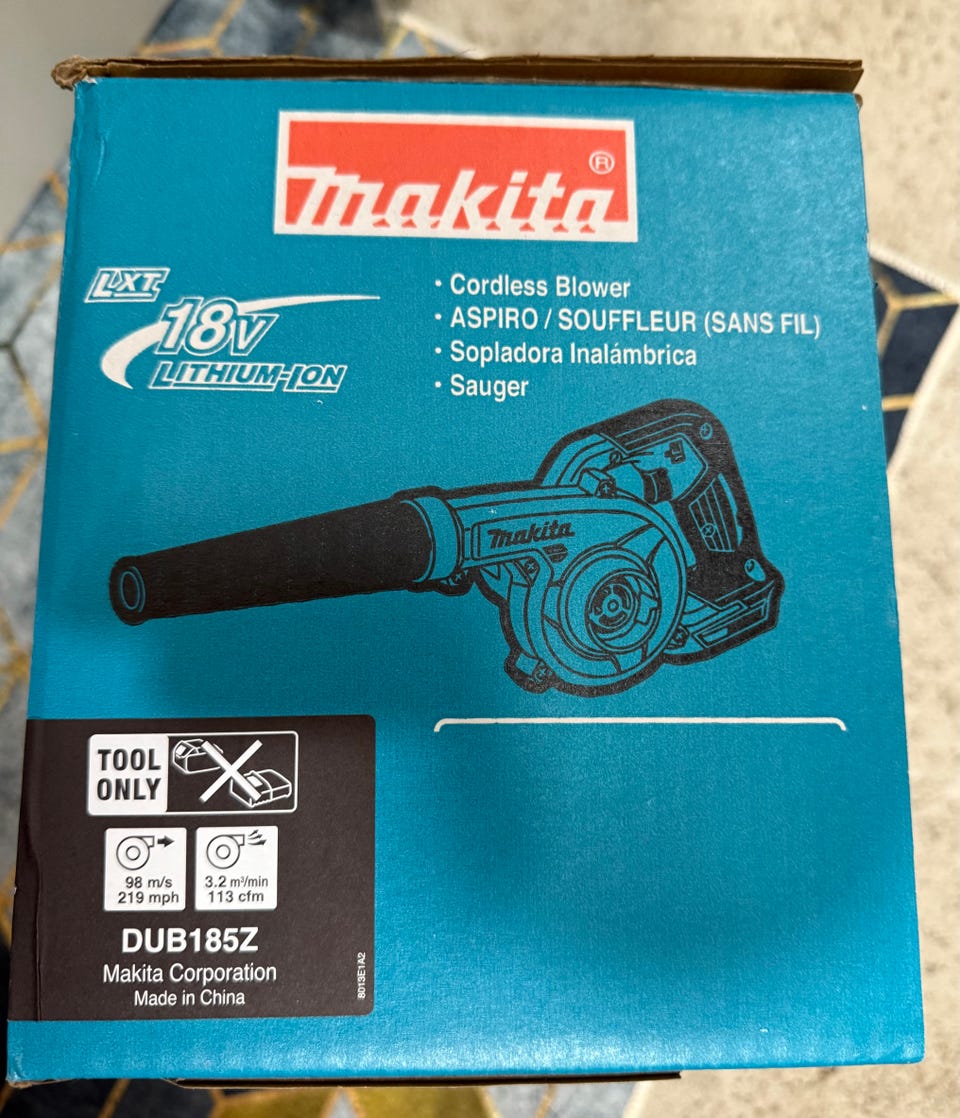 makita®
LXT
18V
LITHIUM-ION
· Cordless Blower
· ASPIRO / SOUFFLEUR (SANS FIL)
· Sopladora Inalámbrica
· Sauger
makita
TOOL
ONLY
98 m/s
219 mph
3.2 m³/min
113 cfm
DUB185Z
Makita Corporation
Made in China
8013E1A2